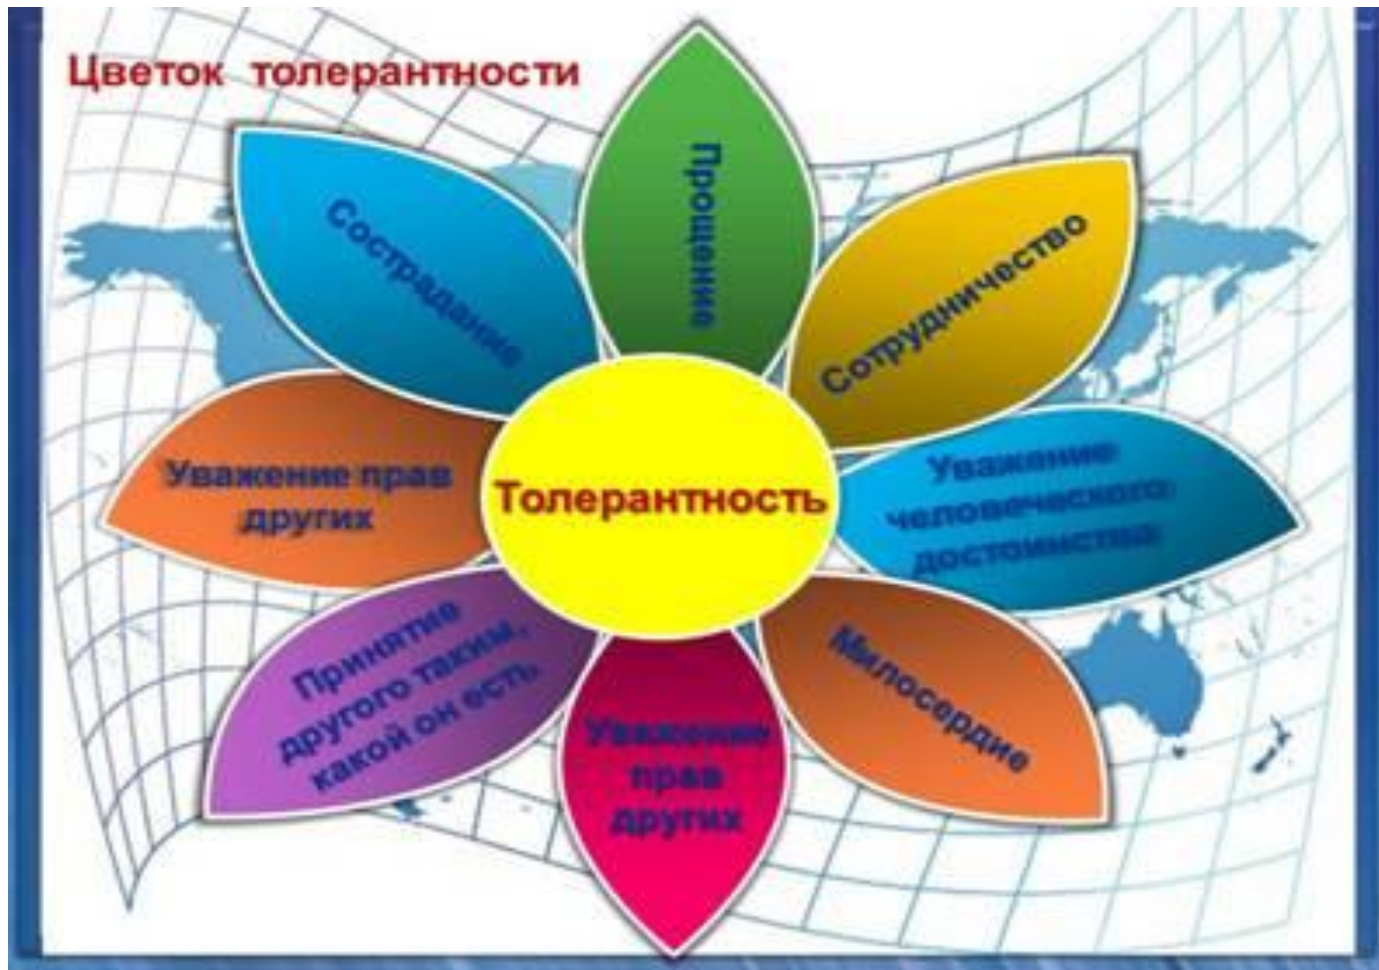 Цветок толерантности
Прощение
Сострадание
Сотрудничество
Уважение прав
других
Толерантность
Уважение
человеческого
достоинства
Принятие
другого таким,
какой он есть
Милосердие
Уважение
прав
других